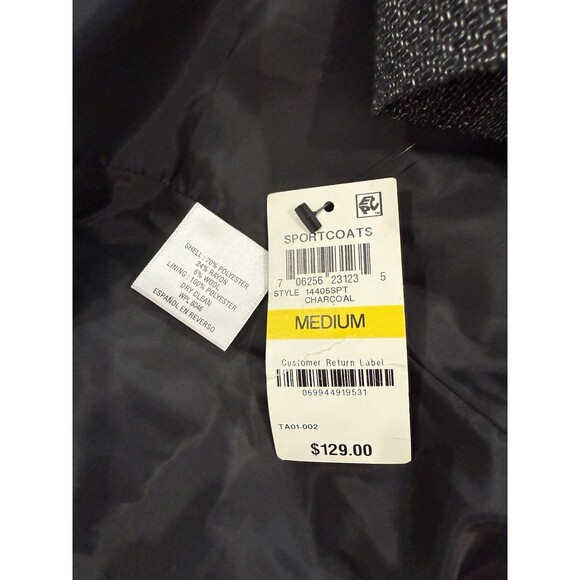 SHELL: 70% POLYESTER
24% RAYON
6% WOOL
LINING: 100% POLYESTER
DRY CLEAN
WPL 8046
ESPAÑOL EN REVERSO
SPORTCOATS
7 06256 23123 5
STYLE 14405SPT
CHARCOAL
MEDIUM
Customer Return Label
069944919531
TA01-002
$129.00